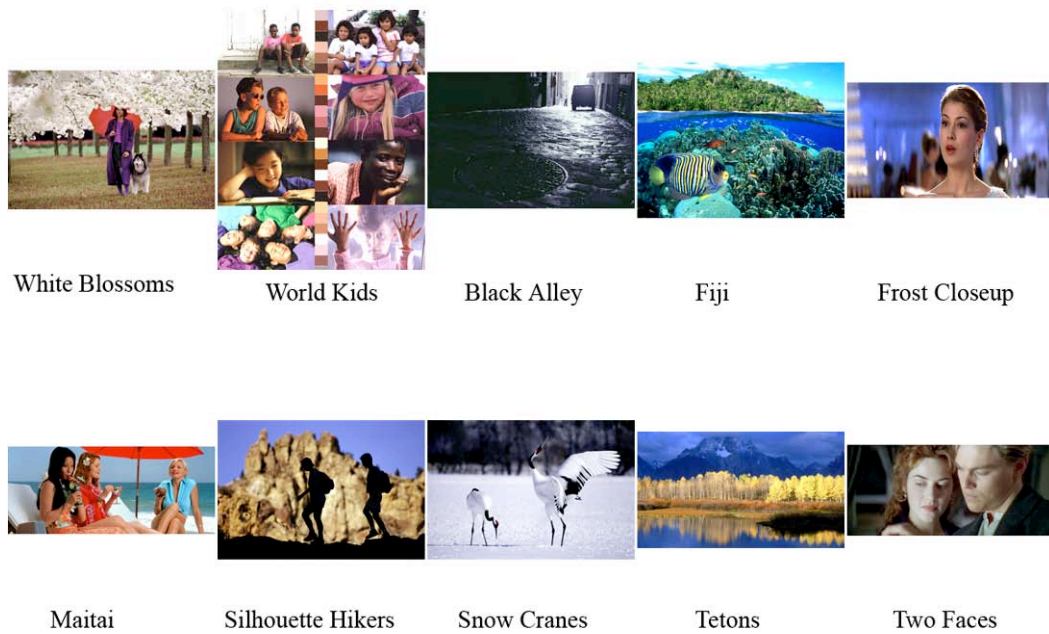 White Blossoms
World Kids
Black Alley
Fiji
Frost Closeup
Maitai
Silhouette Hikers
Snow Cranes
Tetons
Two Faces